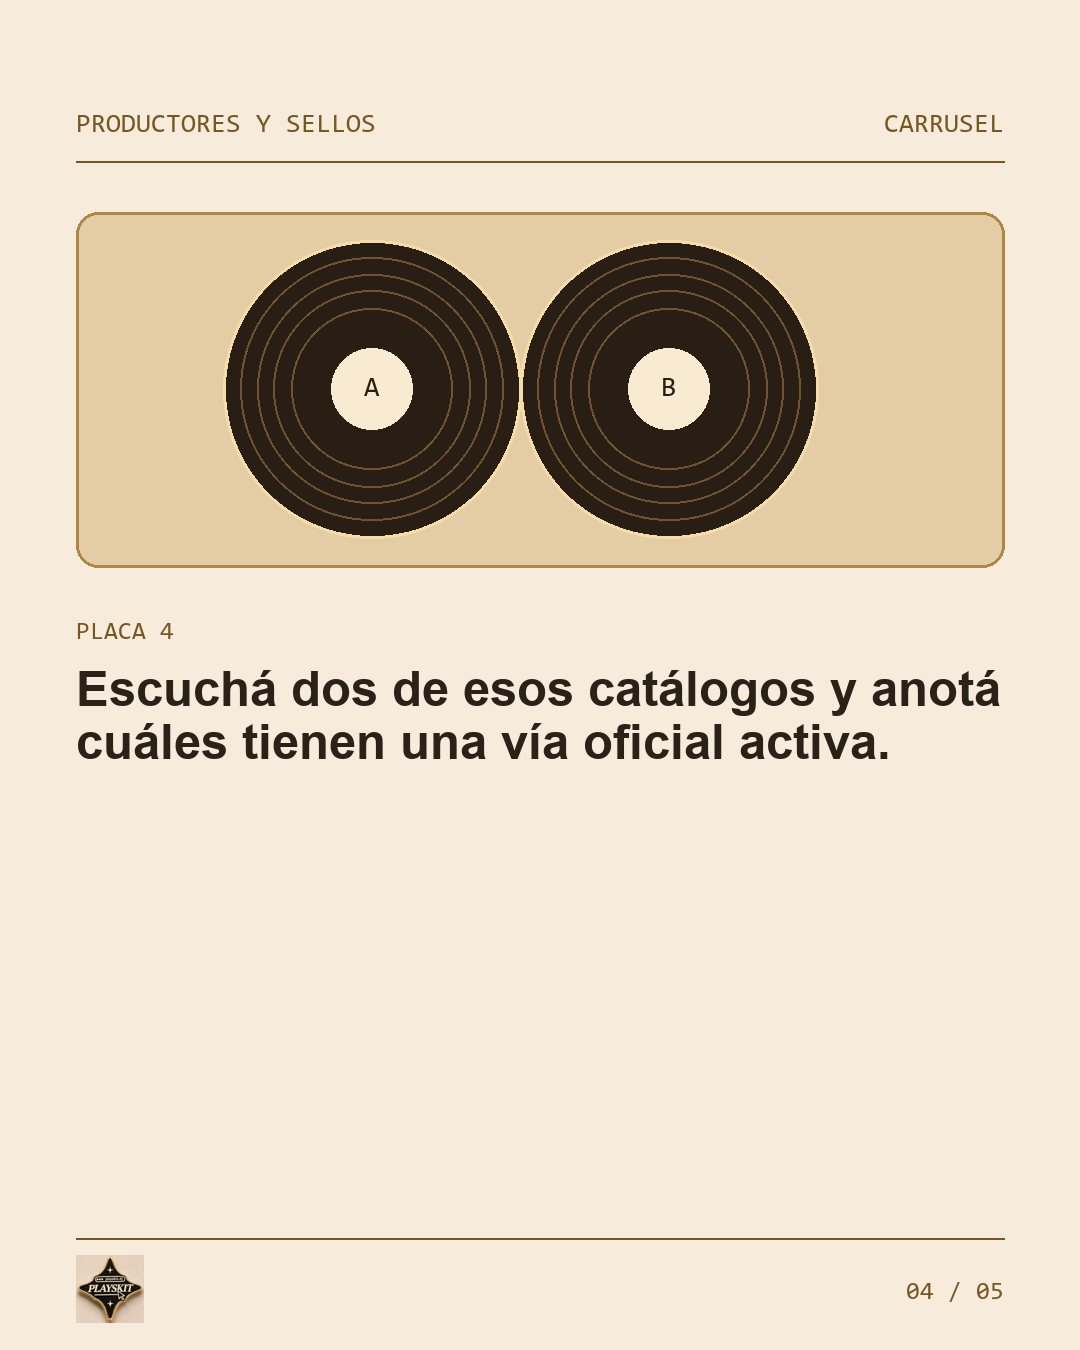 PRODUCTORES Y SELLOS
CARRUSEL
A
B
PLACA 4
Escuchá dos de esos catálogos y anotá
cuáles tienen una vía oficial activa.
PLAYSKIT
04 / 05